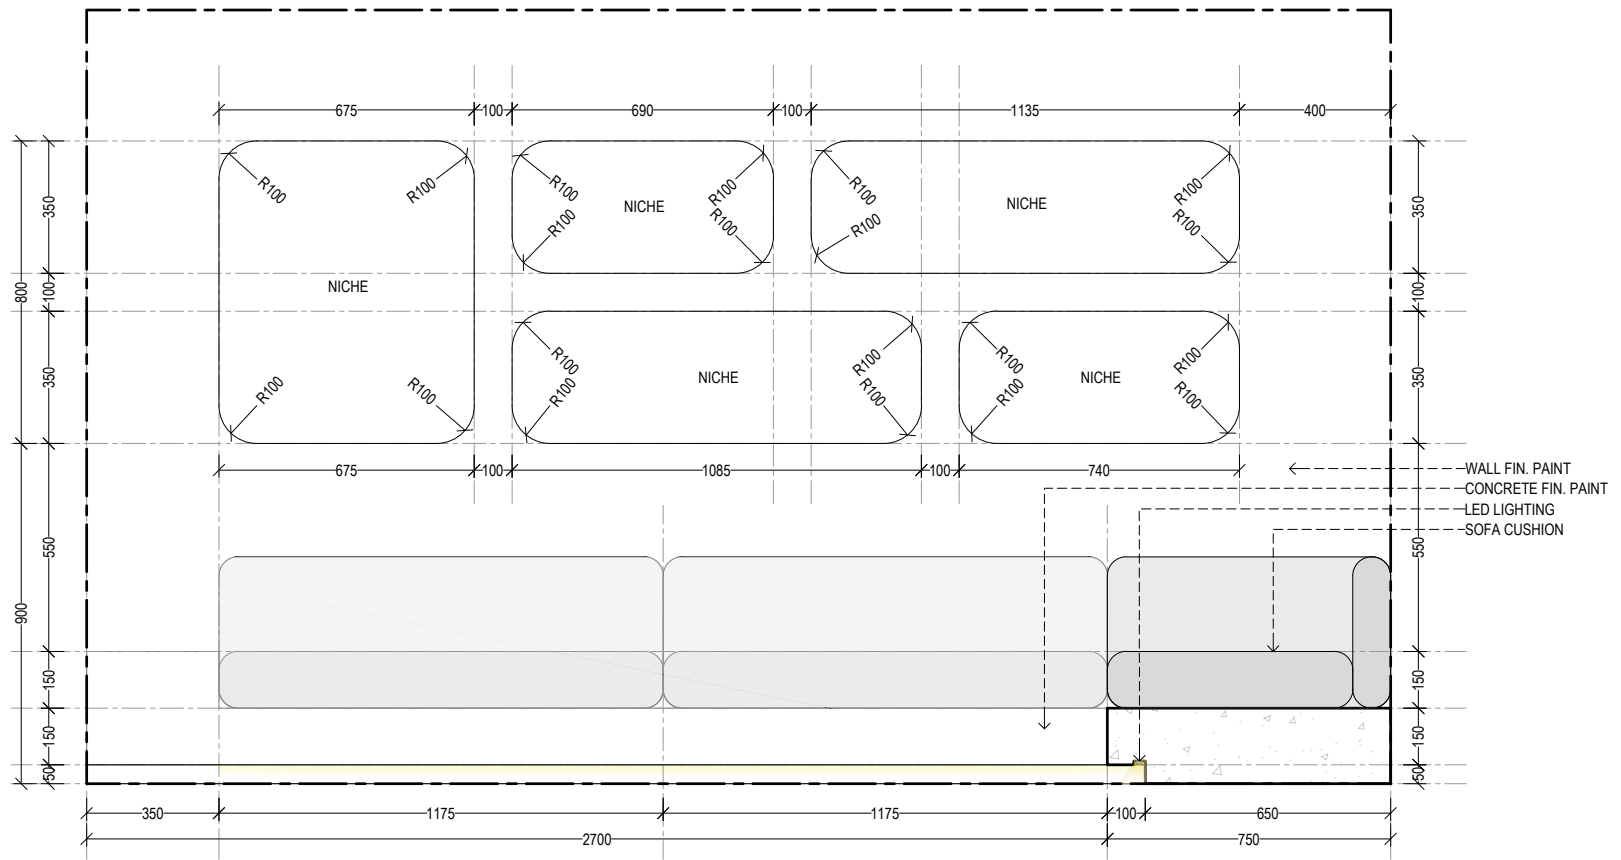 675 100 690 100 1135 400
R100 R100 R100 R100 R100 R100
NICHE NICHE
R100 R100 R100 R100
350 350
NICHE
800 100 100
R100 R100 R100 R100
NICHE NICHE
R100 R100 R100 R100 R100 R100
350 350
675 100 1085 100 740
WALL FIN. PAINT
CONCRETE FIN. PAINT
LED LIGHTING
SOFA CUSHION
550 550
900
150 150
150 150
50 50
350 1175 1175 100 650
2700 750